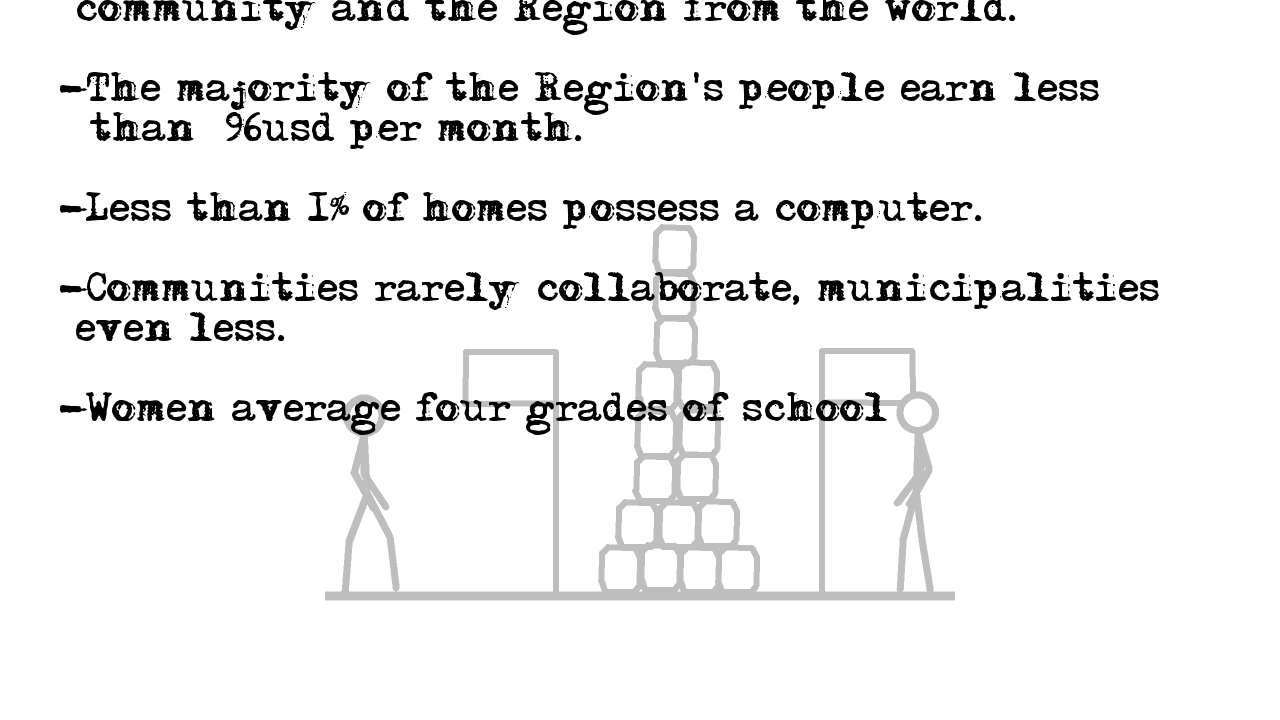 community and the Region from the world.
-The majority of the Region's people earn less
than 96usd per month.
-Less than 1% of homes possess a computer.
-Communities rarely collaborate, municipalities
even less.
-Women average four grades of school